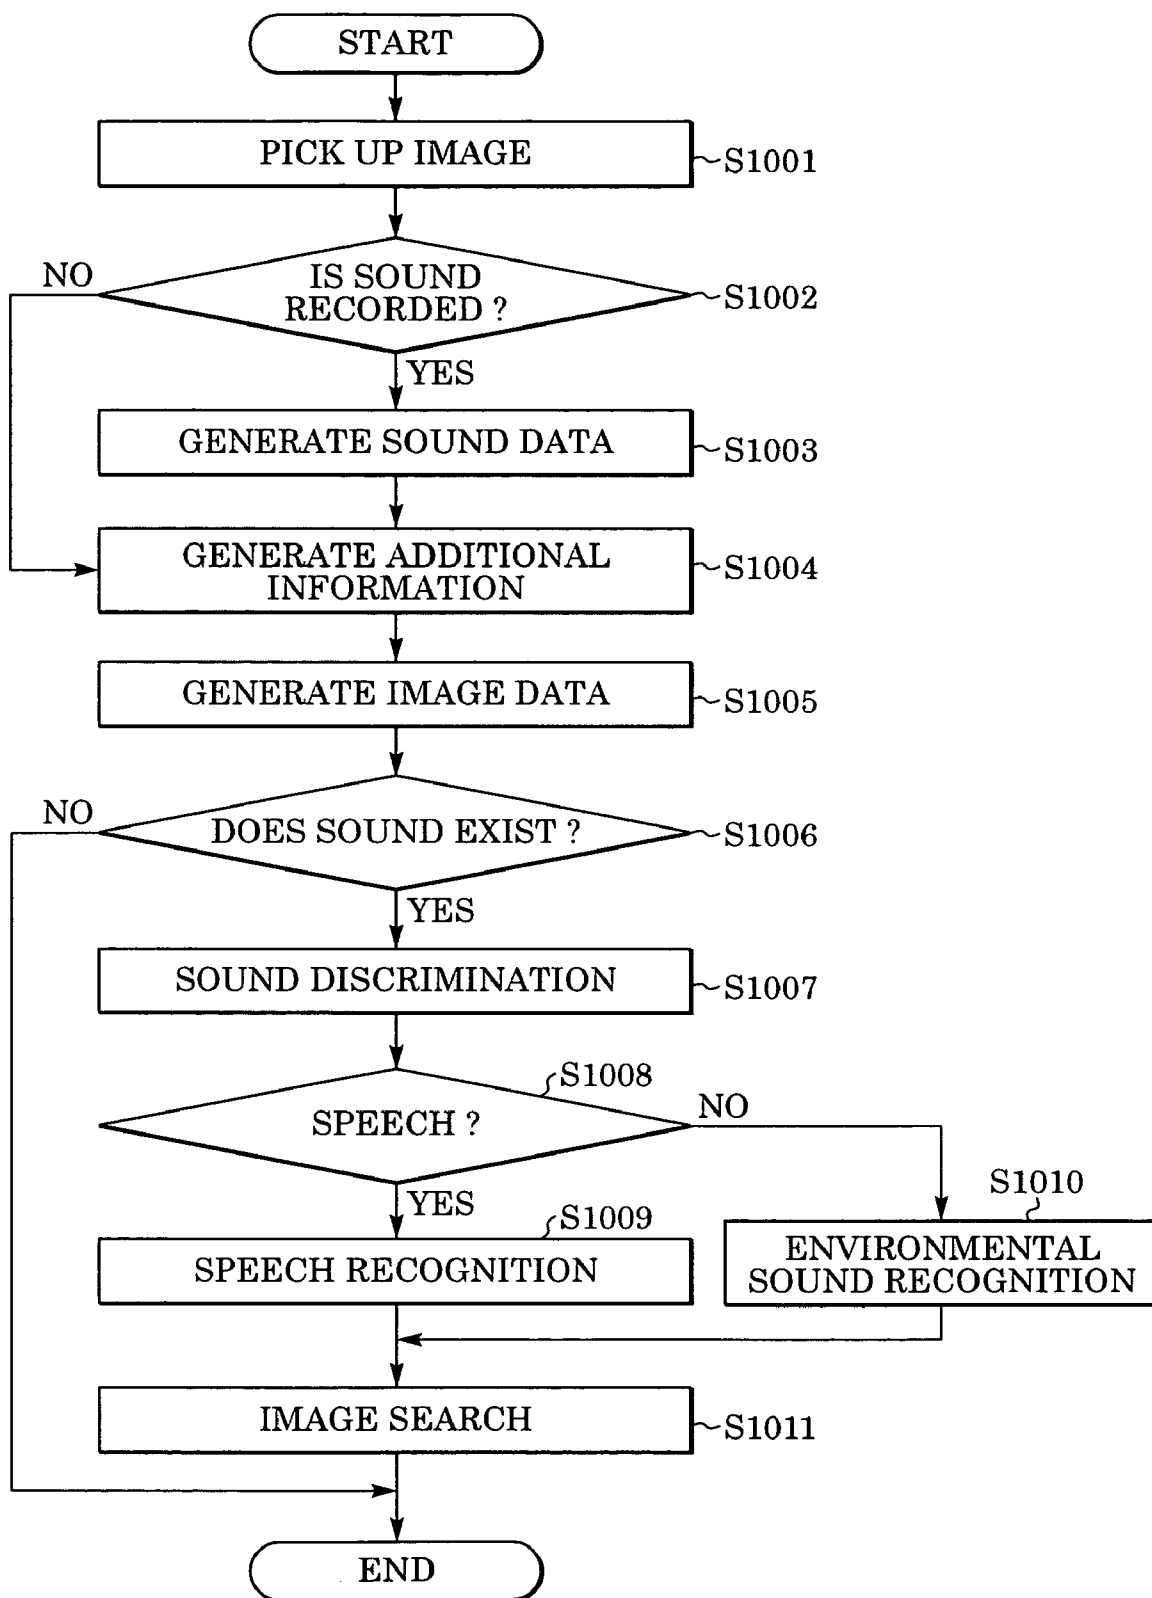 START
PICK UP IMAGE
S1001
NO
IS SOUND
RECORDED ?
S1002
YES
GENERATE SOUND DATA
S1003
GENERATE ADDITIONAL
INFORMATION
S1004
GENERATE IMAGE DATA
S1005
NO
DOES SOUND EXIST ?
S1006
YES
SOUND DISCRIMINATION
S1007
S1008
SPEECH ?
NO
YES
S1009
SPEECH RECOGNITION
S1010
ENVIRONMENTAL
SOUND RECOGNITION
IMAGE SEARCH
S1011
END